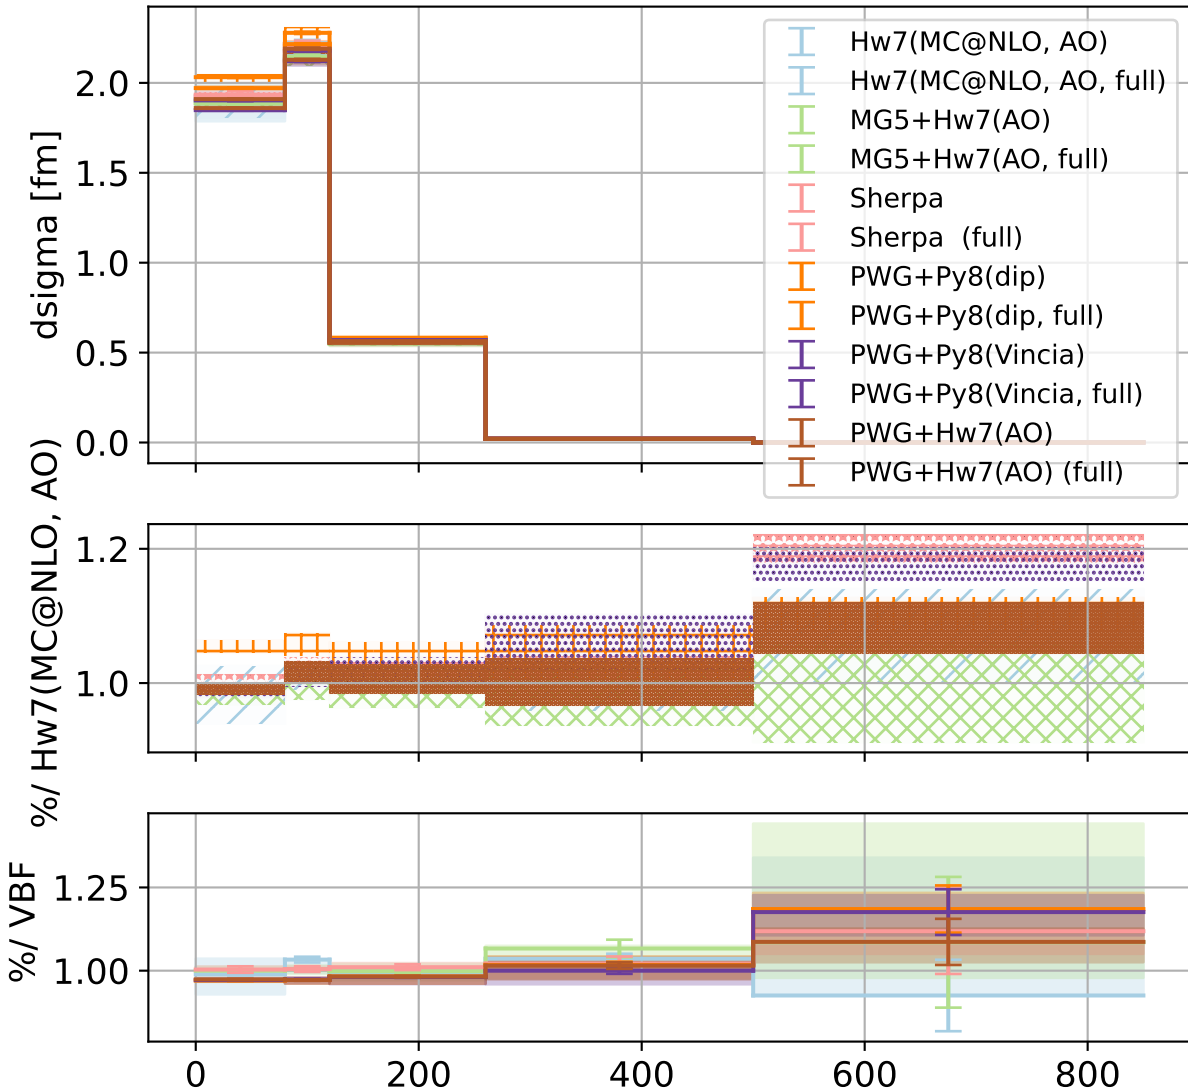 2.0
1.5
1.0
0.5
0.0
dsigma [fm]
Hw7(MC@NLO, AO)
Hw7(MC@NLO, AO, full)
MG5+Hw7(AO)
MG5+Hw7(AO, full)
Sherpa
Sherpa  (full)
PWG+Py8(dip)
PWG+Py8(dip, full)
PWG+Py8(Vincia)
PWG+Py8(Vincia, full)
PWG+Hw7(AO)
PWG+Hw7(AO) (full)
1.2
1.0
%/ Hw7(MC@NLO, AO)
1.25
1.00
%/ VBF
0 200 400 600 800